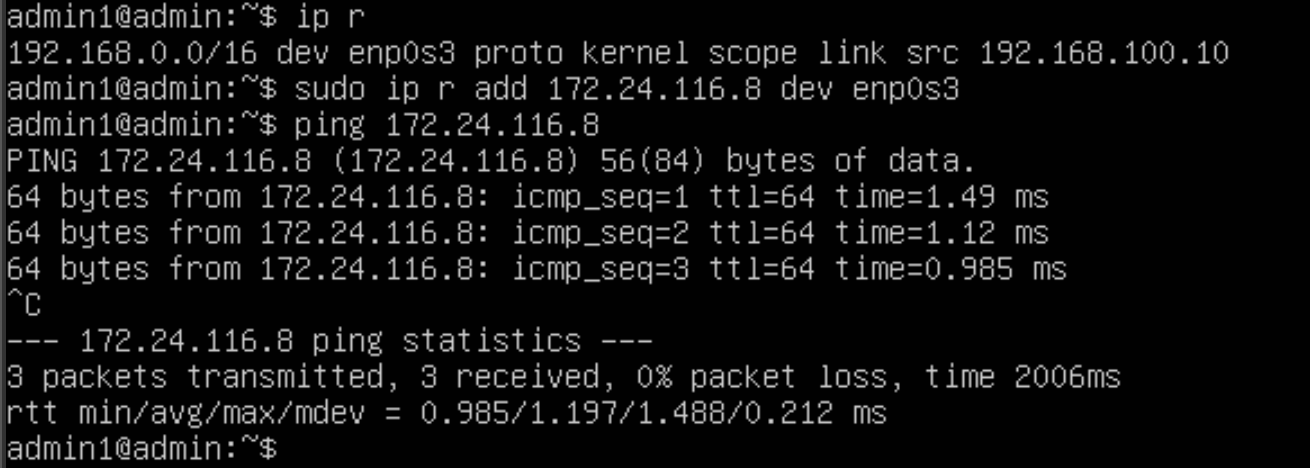 admin1@admin:~$ ip r
192.168.0.0/16 dev enp0s3 proto kernel scope link src 192.168.100.10
admin1@admin:~$ sudo ip r add 172.24.116.8 dev enp0s3
admin1@admin:~$ ping 172.24.116.8
PING 172.24.116.8 (172.24.116.8) 56(84) bytes of data.
64 bytes from 172.24.116.8: icmp_seq=1 ttl=64 time=1.49 ms
64 bytes from 172.24.116.8: icmp_seq=2 ttl=64 time=1.12 ms
64 bytes from 172.24.116.8: icmp_seq=3 ttl=64 time=0.985 ms
^C
--- 172.24.116.8 ping statistics ---
3 packets transmitted, 3 received, 0% packet loss, time 2006ms
rtt min/avg/max/mdev = 0.985/1.197/1.488/0.212 ms
admin1@admin:~$